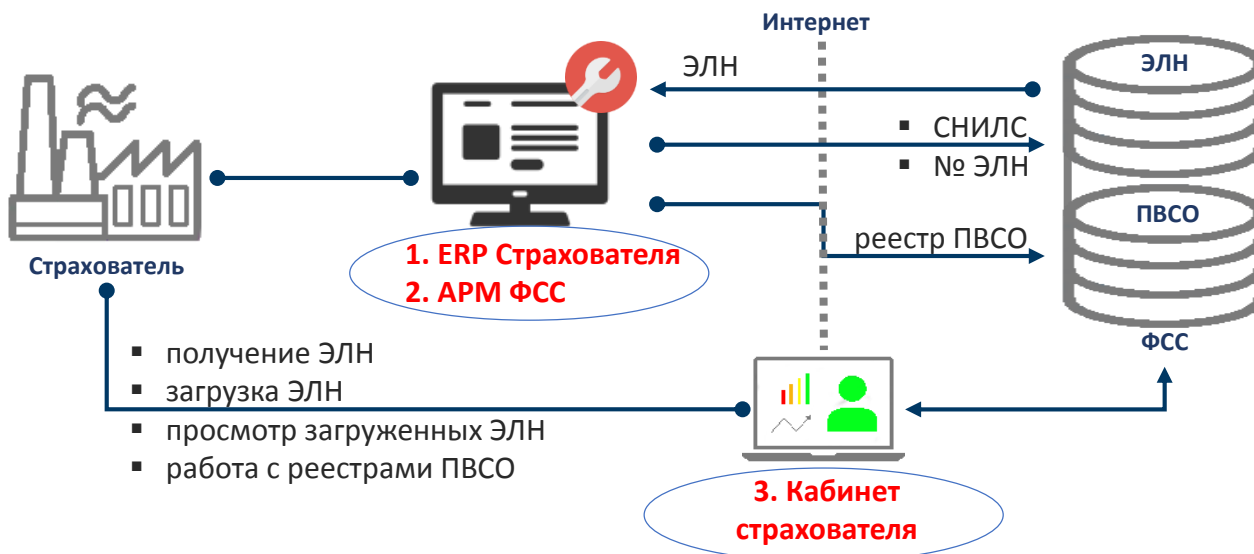 Интернет
ЭЛН
ЭЛН
▪ СНИЛС
▪ № ЭЛН
ПВСО
реестр ПВСО
Страхователь
1. ERP Страхователя
2. АРМ ФСС
ФСС
▪ получение ЭЛН
▪ загрузка ЭЛН
▪ просмотр загруженных ЭЛН
▪ работа с реестрами ПВСО
3. Кабинет
страхователя